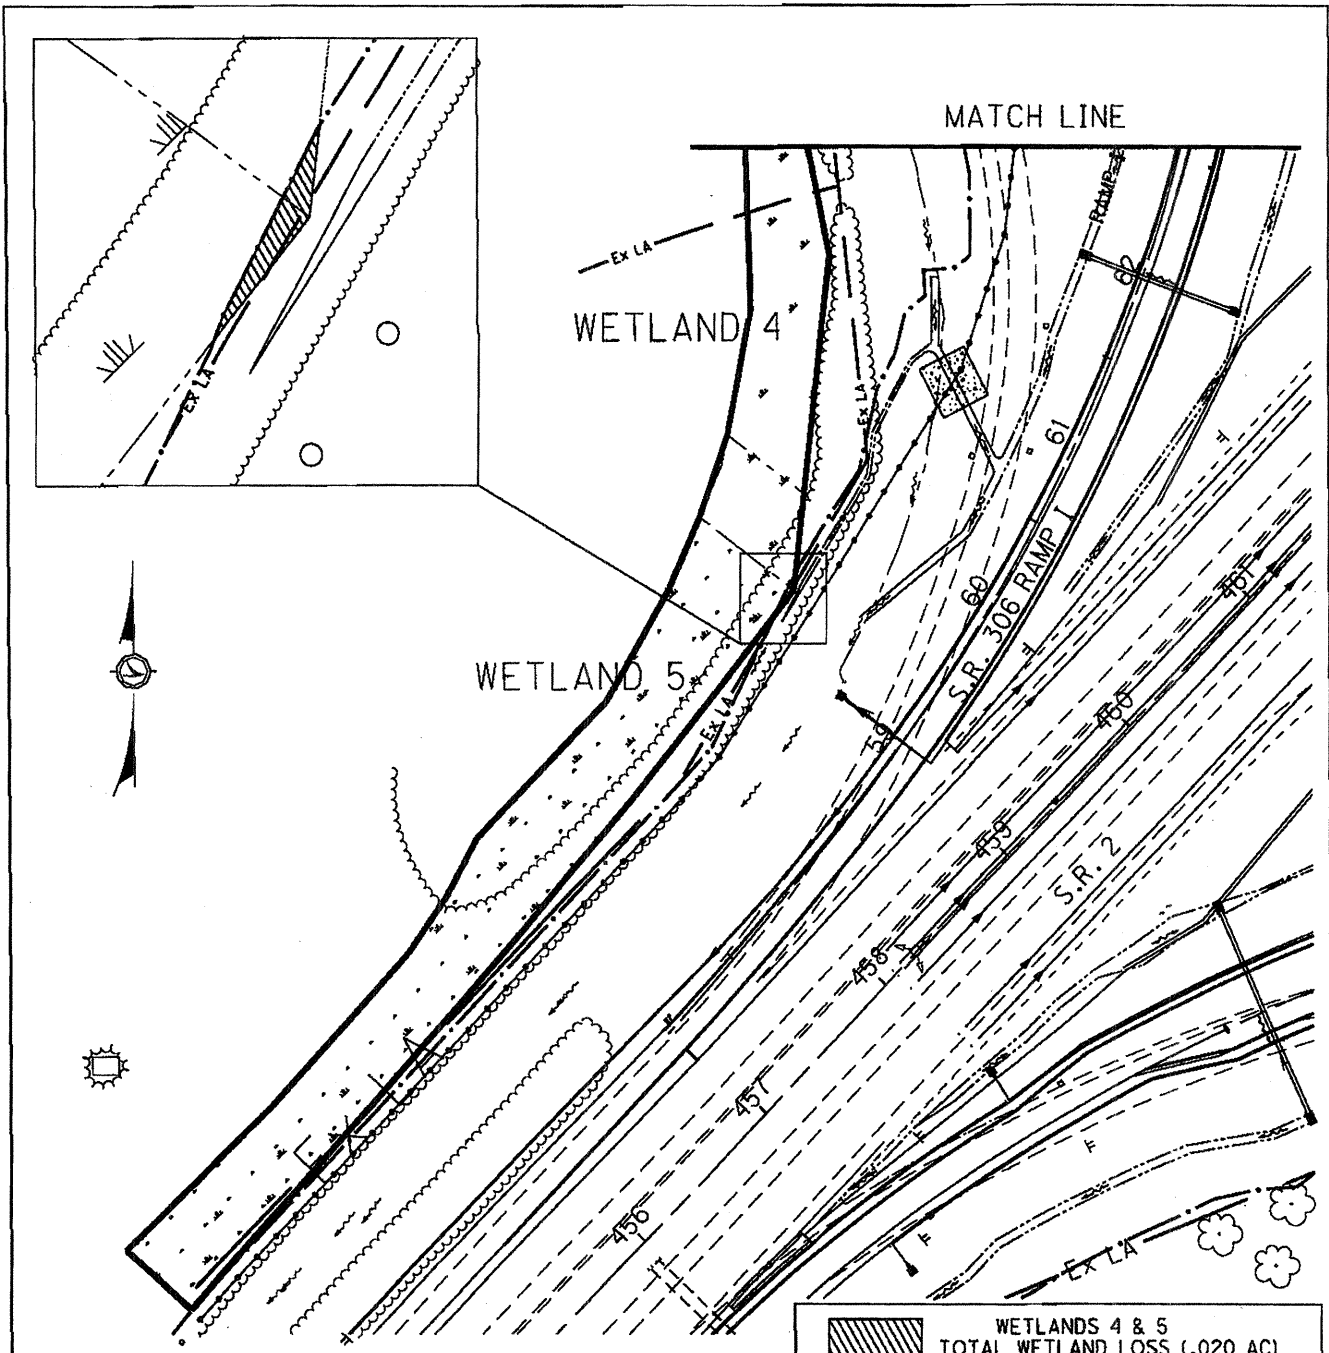 MATCH LINE
RAMP I
Ex LA
62
WETLAND 4
Ex LA
Ex LA
61
60
S.R. 306 RAMP I
461
WETLAND 5
Ex LA
460
59
459
S.R. 2
458
457
456
Ex LA
WETLANDS 4 & 5
TOTAL WETLAND LOSS (.020 AC)